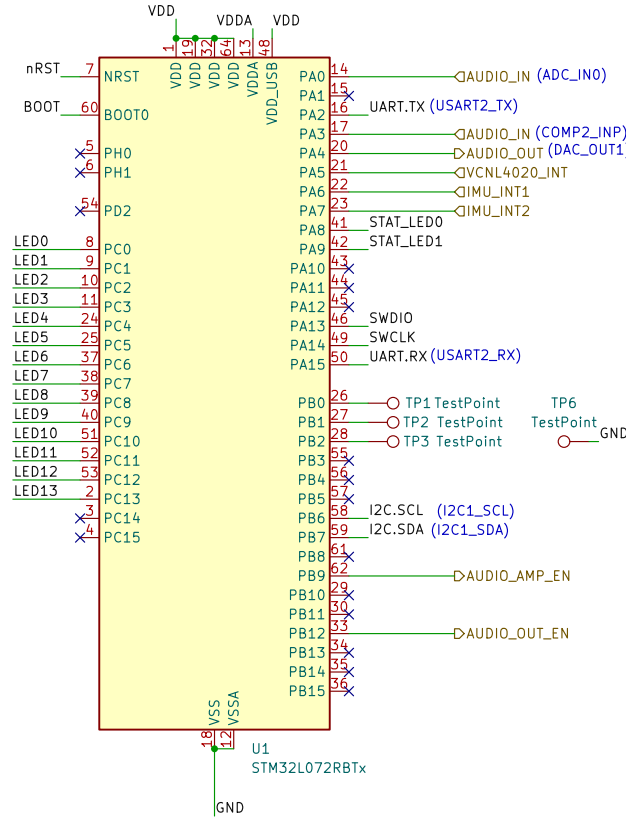 VDD
VDDA
VDD
1
19
32
64
13
48
VDD
VDD
VDD
VDD
VDDA
VDD_USB
nRST 7 NRST
BOOT 60 BOOT0
5 PH0
6 PH1
54 PD2
LED0 8 PC0
LED1 9 PC1
LED2 10 PC2
LED3 11 PC3
LED4 24 PC4
LED5 25 PC5
LED6 37 PC6
LED7 38 PC7
LED8 39 PC8
LED9 40 PC9
LED10 51 PC10
LED11 52 PC11
LED12 53 PC12
LED13 2 PC13
3 PC14
4 PC15
PA0 14 AUDIO_IN (ADC_IN0)
PA1 15
PA2 16 UART.TX (USART2_TX)
PA3 17 AUDIO_IN (COMP2_INP)
PA4 20 AUDIO_OUT (DAC_OUT1)
PA5 21 VCNL4020_INT
PA6 22 IMU_INT1
PA7 23 IMU_INT2
PA8 41 STAT_LED0
PA9 42 STAT_LED1
PA10 43
PA11 44
PA12 45
PA13 46 SWDIO
PA14 49 SWCLK
PA15 50 UART.RX (USART2_RX)
PB0 26 TP1 TestPoint
PB1 27 TP2 TestPoint
PB2 28 TP3 TestPoint
TP6
TestPoint
GND
PB3 55
PB4 56
PB5 57
PB6 58 I2C.SCL (I2C1_SCL)
PB7 59 I2C.SDA (I2C1_SDA)
PB8 61
PB9 62 AUDIO_AMP_EN
PB10 29
PB11 30
PB12 33 AUDIO_OUT_EN
PB13 34
PB14 35
PB15 36
VSS
VSSA
18
12
U1
STM32L072RBTx
GND